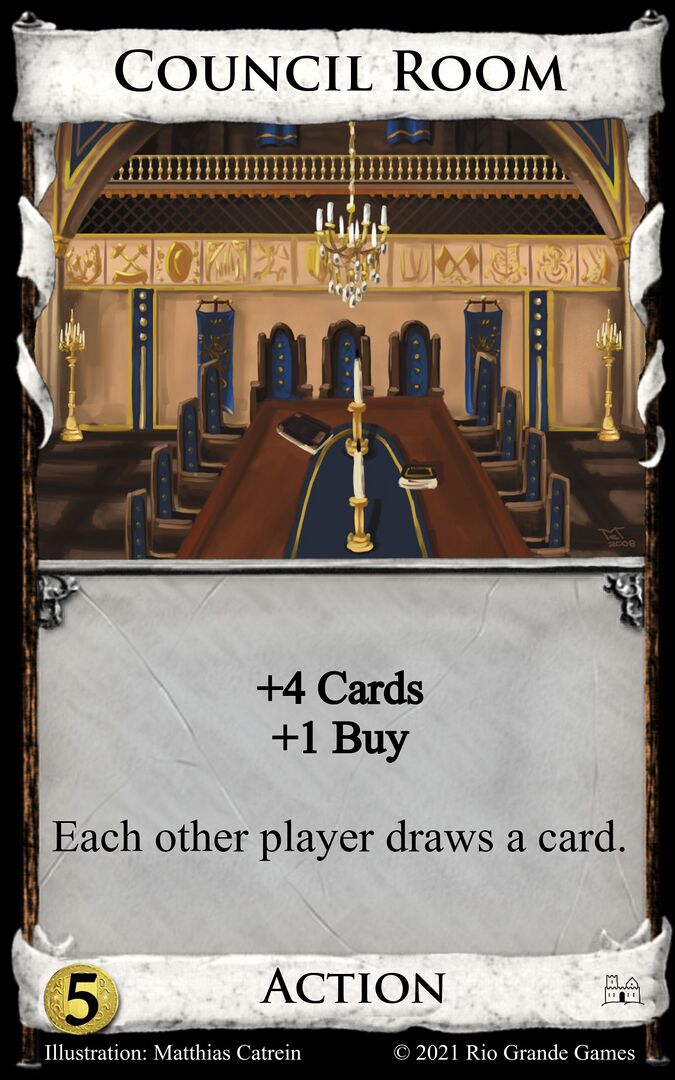 Council Room
2008
+4 Cards
+1 Buy
Each other player draws a card.
5
Action
Illustration: Matthias Catrein
© 2021 Rio Grande Games